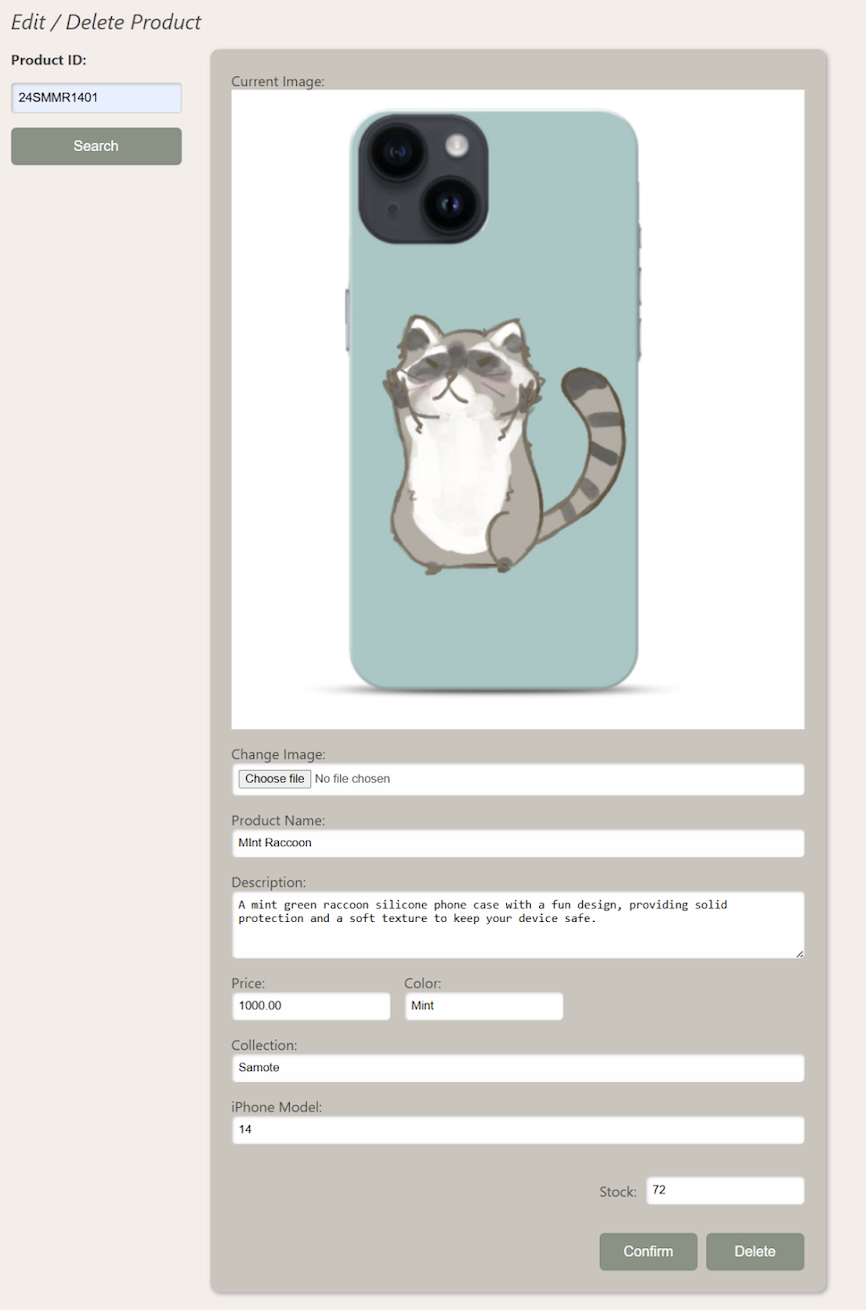 Edit / Delete Product
Product ID:
24SMMR1401
Search
Current Image:
Change Image:
Choose file No file chosen
Product Name:
MInt Raccoon
Description:
A mint green raccoon silicone phone case with a fun design, providing solid
protection and a soft texture to keep your device safe.
Price: Color:
1000.00 Mint
Collection:
Samote
iPhone Model:
14
Stock: 72
Confirm Delete